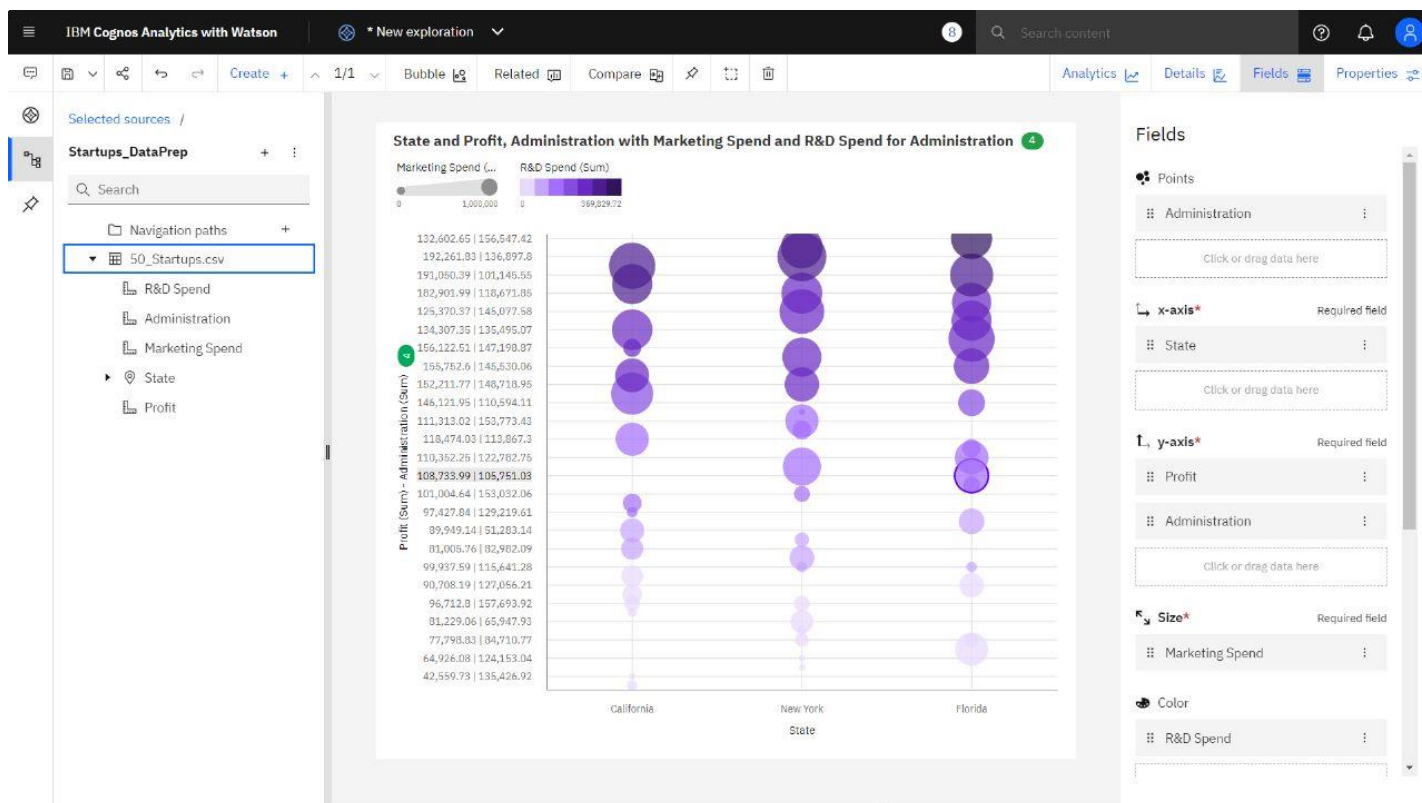 IBM Cognos Analytics with Watson
* New exploration
8
Search content
Create +
1/1
Bubble
Related
Compare
Analytics
Details
Fields
Properties
Selected sources /
Startups_DataPrep
Search
Navigation paths
50_Startups.csv
R&D Spend
Administration
Marketing Spend
State
Profit
State and Profit, Administration with Marketing Spend and R&D Spend for Administration 4
Marketing Spend (...
R&D Spend (Sum)
0 1,000,000
0 369,829.72
Profit (Sum) - Administration (Sum)
4
132,602.65 | 156,547.42
192,261.83 | 136,897.8
191,050.39 | 101,145.55
182,901.99 | 118,671.85
125,370.37 | 145,077.58
134,307.35 | 135,495.07
156,122.51 | 147,198.87
155,752.6 | 145,530.06
152,211.77 | 148,718.95
146,121.95 | 110,594.11
111,313.02 | 153,773.43
118,474.03 | 113,867.3
110,352.25 | 122,782.75
108,733.99 | 105,751.03
101,004.64 | 153,032.06
97,427.84 | 129,219.61
89,949.14 | 51,283.14
81,005.76 | 82,982.09
99,937.59 | 115,641.28
90,708.19 | 127,056.21
96,712.8 | 157,693.92
81,229.06 | 65,947.93
77,798.83 | 84,710.77
64,926.08 | 124,153.04
42,559.73 | 135,426.92
California
New York
Florida
State
Fields
Points
Administration
Click or drag data here
x-axis* Required field
State
Click or drag data here
y-axis* Required field
Profit
Administration
Click or drag data here
Size* Required field
Marketing Spend
Color
R&D Spend